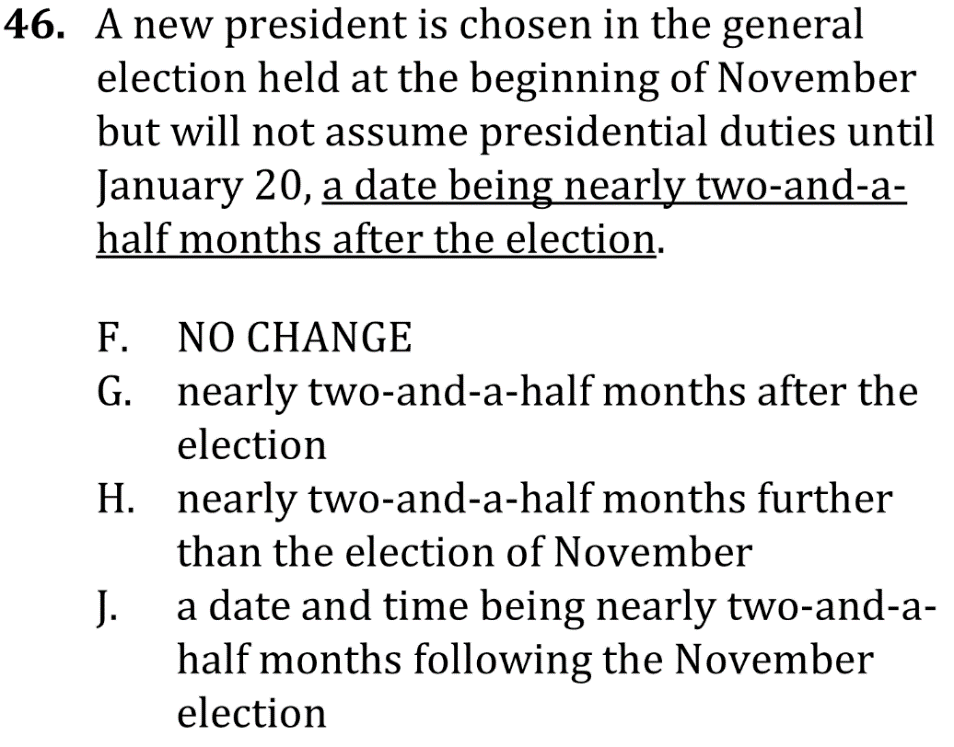 46. A new president is chosen in the general
election held at the beginning of November
but will not assume presidential duties until
January 20, a date being nearly two-and-a-
half months after the election.
F. NO CHANGE
G. nearly two-and-a-half months after the
election
H. nearly two-and-a-half months further
than the election of November
J. a date and time being nearly two-and-a-
half months following the November
election